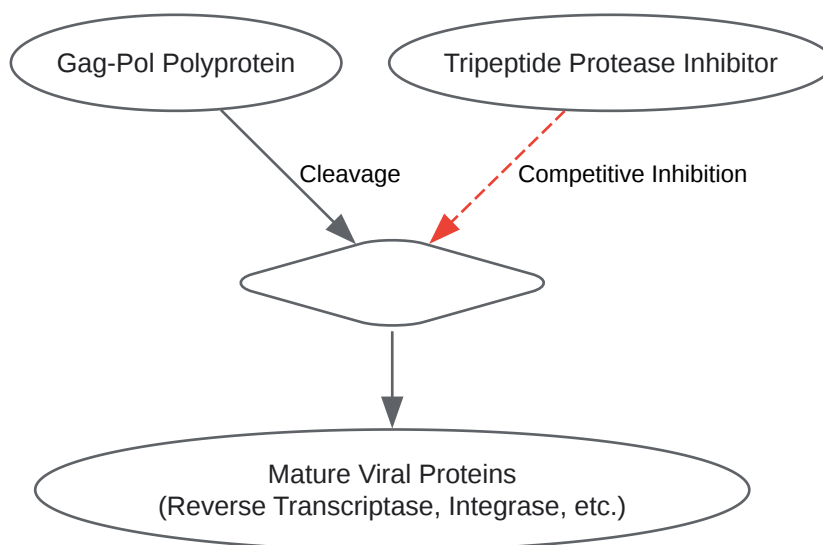 Gag-Pol Polyprotein
Tripeptide Protease Inhibitor
Cleavage
Competitive Inhibition
Mature Viral Proteins
(Reverse Transcriptase, Integrase, etc.)